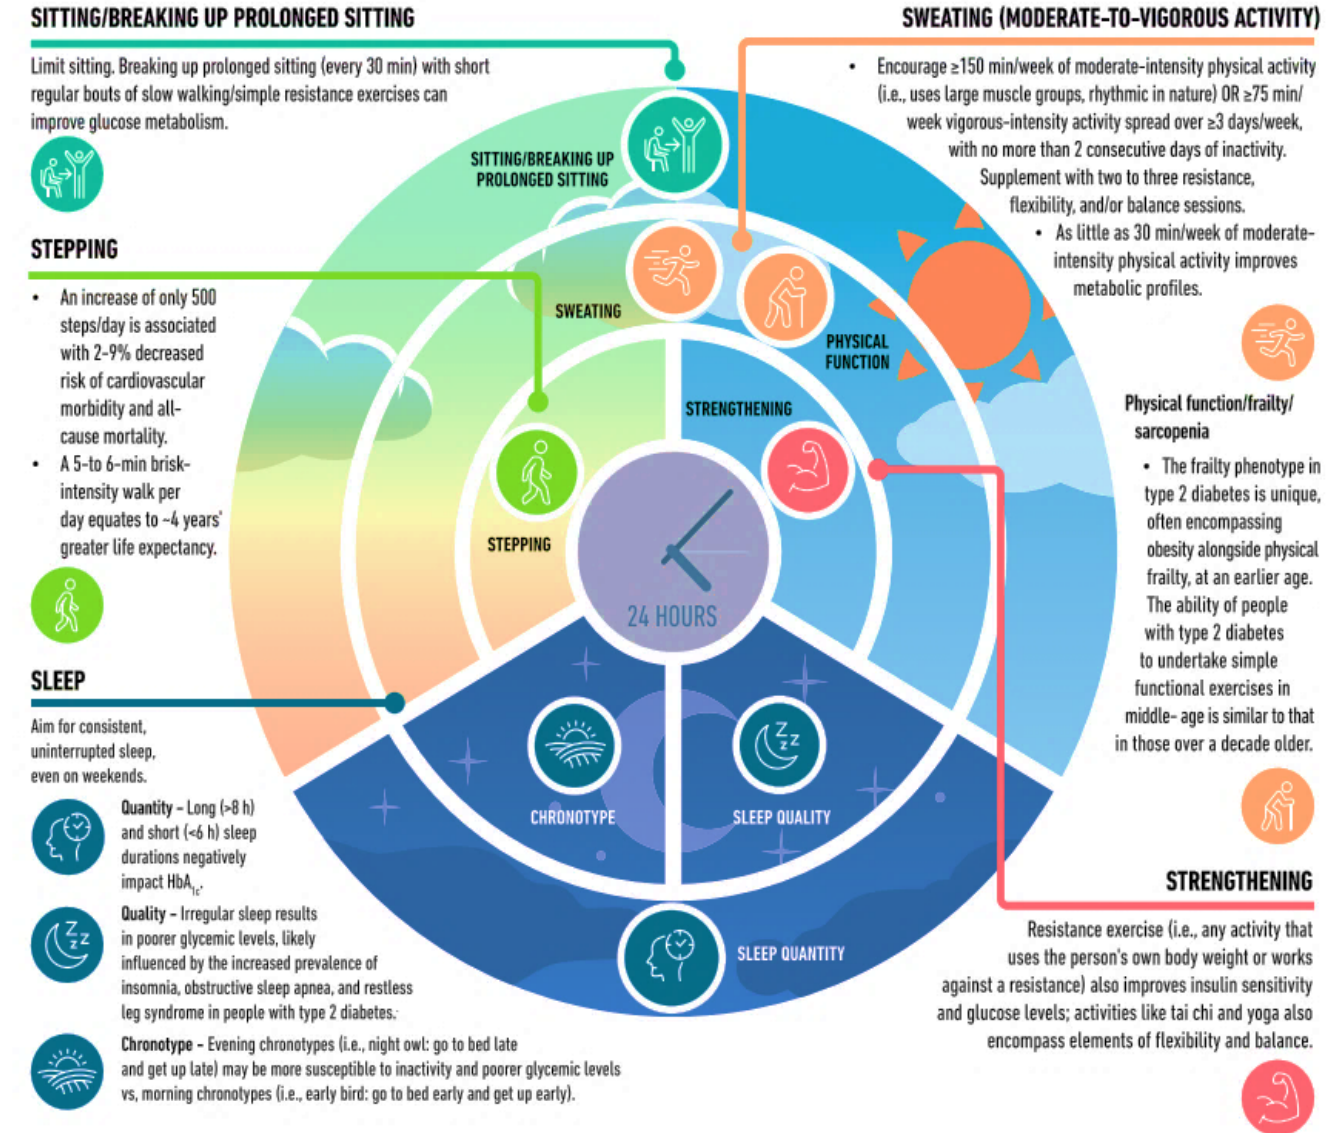 SITTING/BREAKING UP PROLONGED SITTING
Limit sitting. Breaking up prolonged sitting (every 30 min) with short
regular bouts of slow walking/simple resistance exercises can
improve glucose metabolism.
STEPPING
• An increase of only 500
steps/day is associated
with 2-9% decreased
risk of cardiovascular
morbidity and all-
cause mortality.
• A 5-to 6-min brisk-
intensity walk per
day equates to ~4 years'
greater life expectancy.
SLEEP
Aim for consistent,
uninterrupted sleep,
even on weekends.
Quantity – Long (>8 h)
and short (<6 h) sleep
durations negatively
impact HbA1c.
Quality – Irregular sleep results
in poorer glycemic levels, likely
influenced by the increased prevalence of
insomnia, obstructive sleep apnea, and restless
leg syndrome in people with type 2 diabetes.
Chronotype – Evening chronotypes (i.e., night owl: go to bed late
and get up late) may be more susceptible to inactivity and poorer glycemic levels
vs, morning chronotypes (i.e., early bird: go to bed early and get up early).
SITTING/BREAKING UP
PROLONGED SITTING
SWEATING
PHYSICAL
FUNCTION
STRENGTHENING
STEPPING
24 HOURS
CHRONOTYPE
Z
Z
Z
SLEEP QUALITY
SLEEP QUANTITY
SWEATING (MODERATE-TO-VIGOROUS ACTIVITY)
• Encourage ≥150 min/week of moderate-intensity physical activity
(i.e., uses large muscle groups, rhythmic in nature) OR ≥75 min/
week vigorous-intensity activity spread over ≥3 days/week,
with no more than 2 consecutive days of inactivity.
Supplement with two to three resistance,
flexibility, and/or balance sessions.
• As little as 30 min/week of moderate-
intensity physical activity improves
metabolic profiles.
Physical function/frailty/
sarcopenia
• The frailty phenotype in
type 2 diabetes is unique,
often encompassing
obesity alongside physical
frailty, at an earlier age.
The ability of people
with type 2 diabetes
to undertake simple
functional exercises in
middle- age is similar to that
in those over a decade older.
STRENGTHENING
Resistance exercise (i.e., any activity that
uses the person's own body weight or works
against a resistance) also improves insulin sensitivity
and glucose levels; activities like tai chi and yoga also
encompass elements of flexibility and balance.